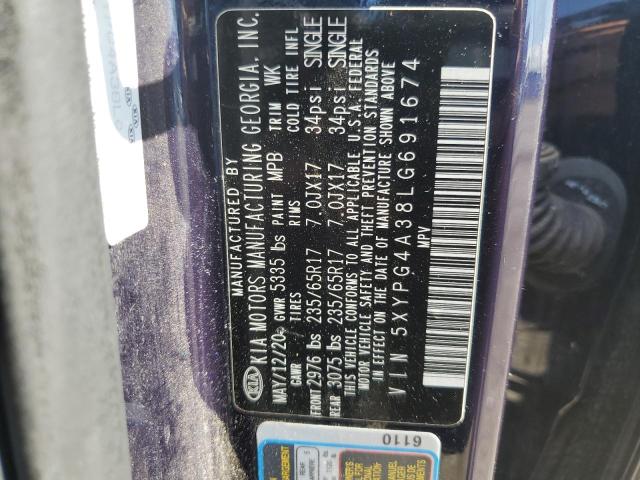 MANUFACTURED BY
KIA KIA MOTORS MANUFACTURING GEORGIA, INC.
MAY/12/20 GVWR 5335 lbs PAINT MPB TRIM WK
GAWR TIRES RIMS COLD TIRE INFL
FRONT 2976 lbs 235/65R17 7.0JX17 34psi SINGLE
REAR 3075 lbs 235/65R17 7.0JX17 34psi SINGLE
THIS VEHICLE CONFORMS TO ALL APPLICABLE U.S.A. FEDERAL
MOTOR VEHICLE SAFETY AND THEFT PREVENTION STANDARDS
IN EFFECT ON THE DATE OF MANUFACTURE SHOWN ABOVE
VIN 5XYPG4A38LG691674
MPV
6110